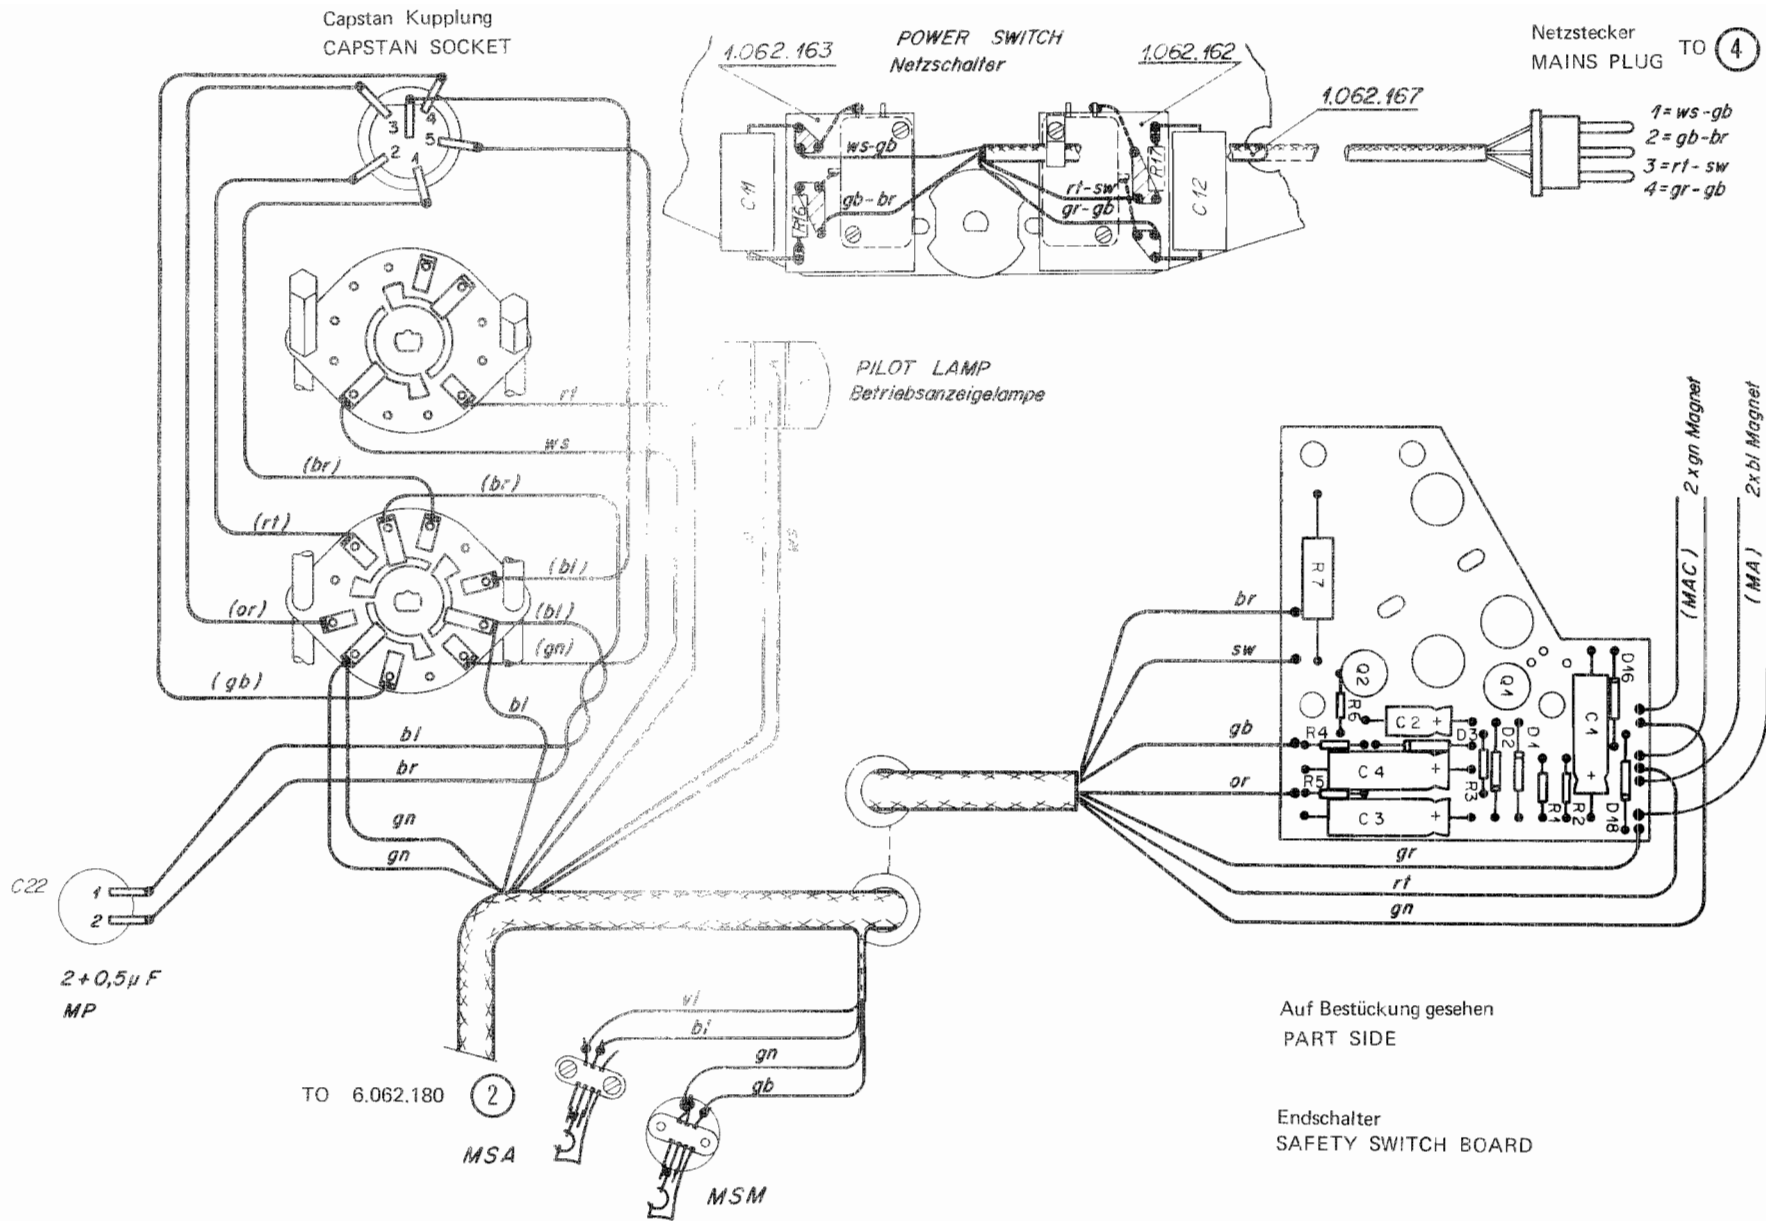 Capstan Kupplung
CAPSTAN SOCKET
3
4
5
2
1
1.062.163
POWER SWITCH
Netzschalter
1.062.162
1.062.167
Netzstecker
MAINS PLUG
TO 4
1= ws-gb
2= gb-br
3= rt-sw
4= gr-gb
ws-gb
gb-br
rt-sw
gr-gb
C11
R16
R17
C12
PILOT LAMP
Betriebsanzeigelampe
rt
ws
ws
(br)
(br)
(rt)
(bl)
(or)
(bl)
(gn)
(gb)
bl
bl
br
gn
gn
C22
1
2
2+0,5µF
MP
TO 6.062.180 2
vl
bl
gn
gb
MSA
MSM
br
sw
gb
or
gr
rt
gn
R7
Q2
Q1
R6
C2 +
R4
D3
D2
D1
C4 +
R5
R3
C3 +
R1
R2
C1 +
D16
D18
(MAC) 2xgn Magnet
(MA) 2xbl Magnet
Auf Bestückung gesehen
PART SIDE
Endschalter
SAFETY SWITCH BOARD